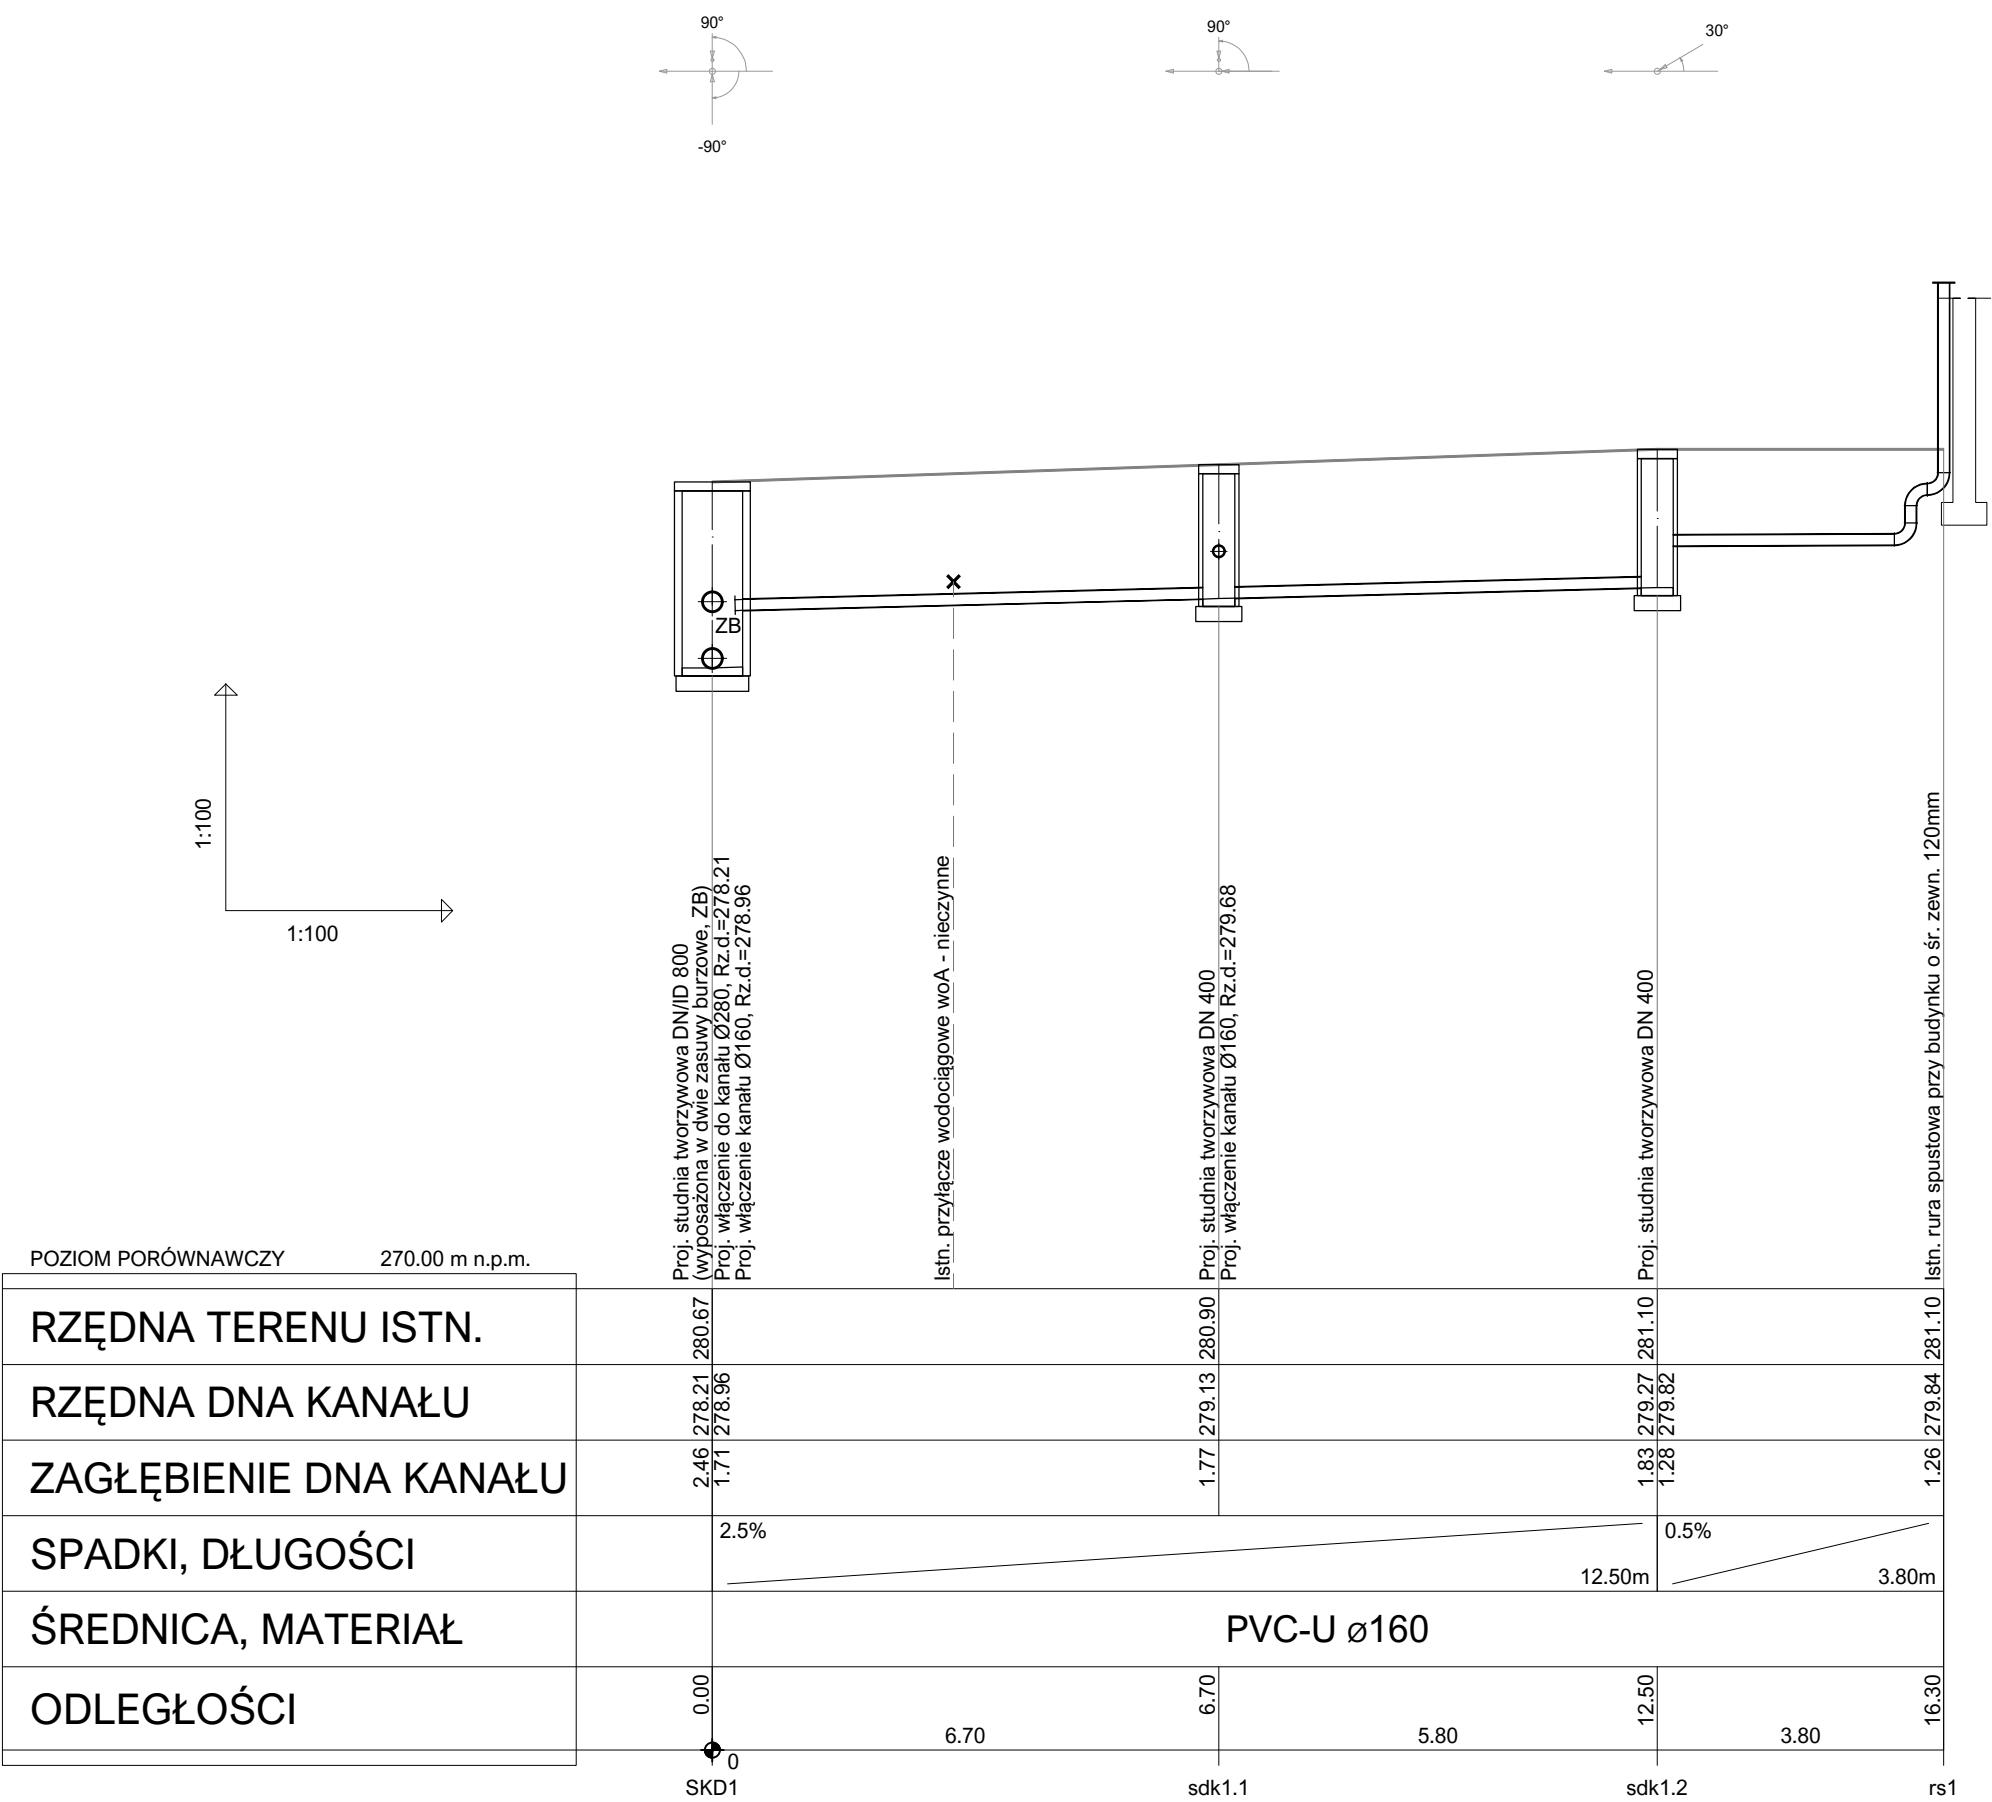 90°
90°
30°
-90°
ZB
1:100
1:100
Proj. studnia tworzywowa DN/ID 800
(wyposażona w dwie zasuwy burzowe, ZB)
Proj. włączenie do kanału Ø280, Rz.d.=278.21
Proj. włączenie kanału Ø160, Rz.d.=278.96
Istn. przyłącze wodociągowe woA - nieczynne
Proj. studnia tworzywowa DN 400
Proj. włączenie kanału Ø160, Rz.d.=279.68
Proj. studnia tworzywowa DN 400
Istn. rura spustowa przy budynku o śr. zewn. 120mm
POZIOM PORÓWNAWCZY 270.00 m n.p.m.
RZĘDNA TERENU ISTN. 280.67 280.90 281.10 281.10
RZĘDNA DNA KANAŁU 278.21 278.96 279.13 279.27 279.82 279.84
ZAGŁĘBIENIE DNA KANAŁU 2.46 1.71 1.77 1.83 1.28 1.26
SPADKI, DŁUGOŚCI 2.5% 12.50m 0.5% 3.80m
ŚREDNICA, MATERIAŁ PVC-U ø160
ODLEGŁOŚCI 0.00 6.70 12.50 16.30
6.70 5.80 3.80
0
SKD1 sdk1.1 sdk1.2 rs1